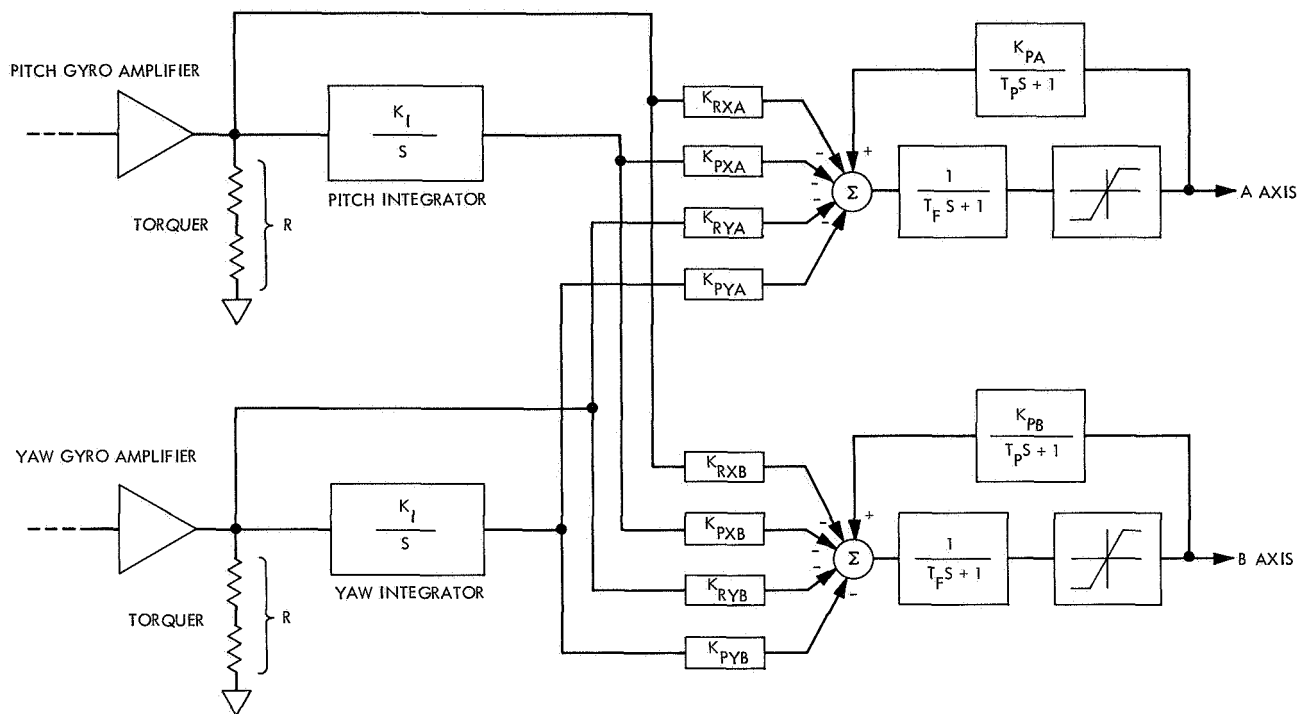 PITCH GYRO AMPLIFIER
K_I
S
PITCH INTEGRATOR
TORQUER
R
K_RXA
K_PXA
K_RYA
K_PYA
-
-
-
-
+
Σ
K_PA
T_P S + 1
1
T_F S + 1
A AXIS
YAW GYRO AMPLIFIER
K_I
S
YAW INTEGRATOR
TORQUER
R
K_RXB
K_PXB
K_RYB
K_PYB
-
-
-
-
+
Σ
K_PB
T_P S + 1
1
T_F S + 1
B AXIS